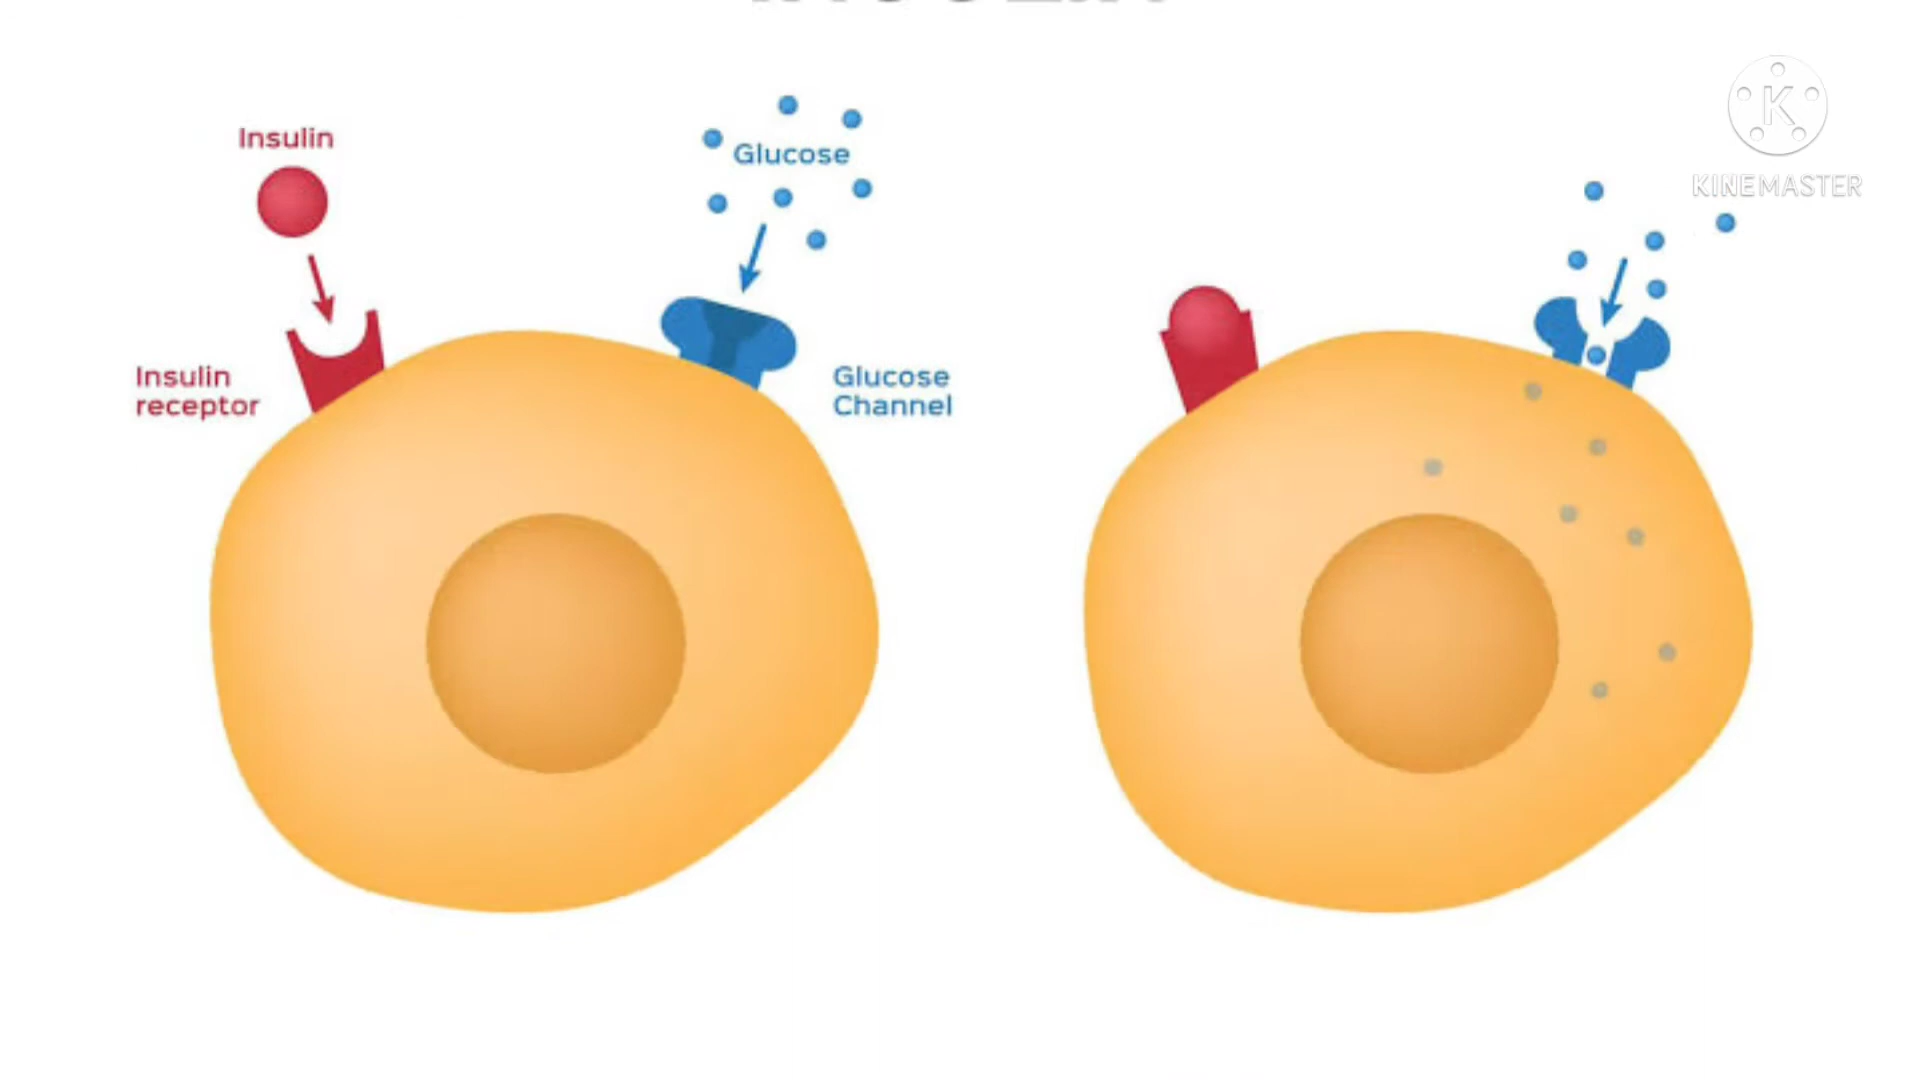 Insulin
Glucose
Insulin
receptor
Glucose
Channel
K
KINEMASTER